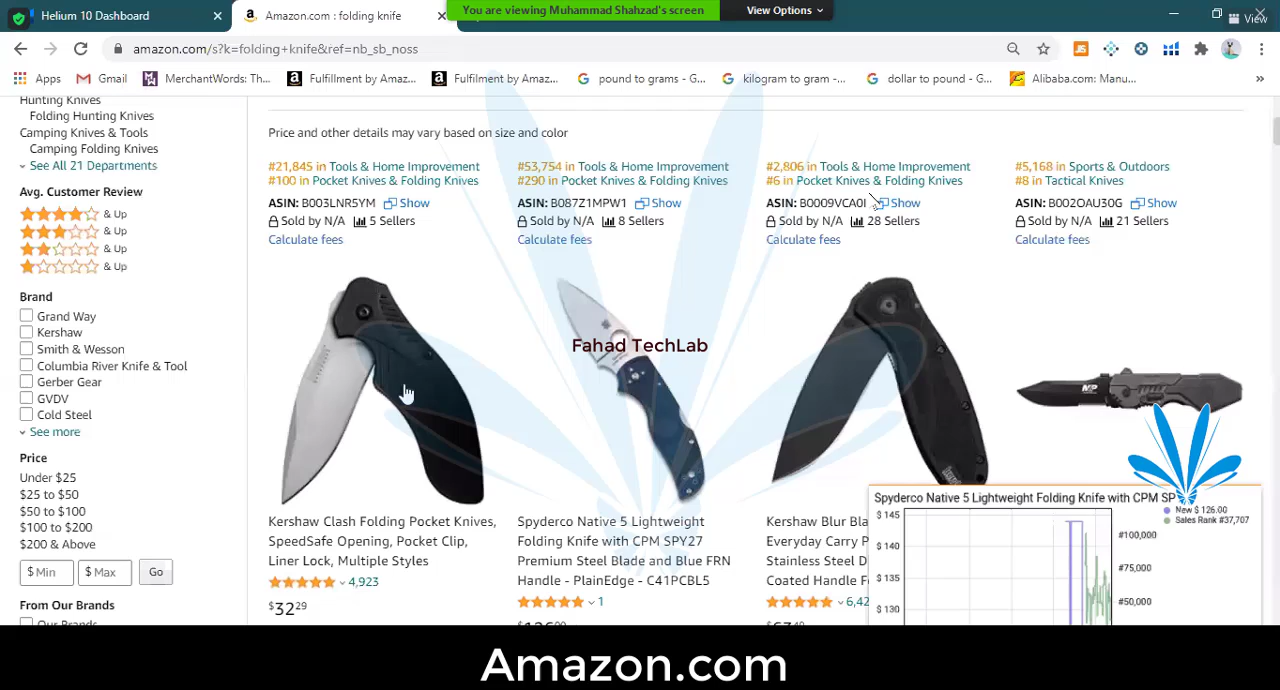 Helium 10 Dashboard
Amazon.com : folding knife
You are viewing Muhammad Shahzad's screen
View Options
View
amazon.com/s?k=folding+knife&ref=nb_sb_noss
Apps
Gmail
MerchantWords: Th...
Fulfillment by Amaz...
Fulfilment by Amaz...
pound to grams - G...
kilogram to gram -...
dollar to pound - G...
Alibaba.com: Manu...
Hunting Knives
Folding Hunting Knives
Camping Knives & Tools
Camping Folding Knives
See All 21 Departments
Avg. Customer Review
& Up
& Up
& Up
& Up
Brand
Grand Way
Kershaw
Smith & Wesson
Columbia River Knife & Tool
Gerber Gear
GVDV
Cold Steel
See more
Price
Under $25
$25 to $50
$50 to $100
$100 to $200
$200 & Above
$ Min
$ Max
Go
From Our Brands
Our Brands
Price and other details may vary based on size and color
#21,845 in Tools & Home Improvement
#100 in Pocket Knives & Folding Knives
ASIN: B003LNR5YM Show
Sold by N/A 5 Sellers
Calculate fees
Kershaw Clash Folding Pocket Knives,
SpeedSafe Opening, Pocket Clip,
Liner Lock, Multiple Styles
4,923
$3229
#53,754 in Tools & Home Improvement
#290 in Pocket Knives & Folding Knives
ASIN: B087Z1MPW1 Show
Sold by N/A 8 Sellers
Calculate fees
Spyderco Native 5 Lightweight
Folding Knife with CPM SPY27
Premium Steel Blade and Blue FRN
Handle - PlainEdge - C41PCBL5
1
#2,806 in Tools & Home Improvement
#6 in Pocket Knives & Folding Knives
ASIN: B0009VCA0I Show
Sold by N/A 28 Sellers
Calculate fees
Kershaw Blur Bla
Everyday Carry P
Stainless Steel D
Coated Handle F
6,42
#5,168 in Sports & Outdoors
#8 in Tactical Knives
ASIN: B002OAU30G Show
Sold by N/A 21 Sellers
Calculate fees
M&P
Fahad TechLab
Spyderco Native 5 Lightweight Folding Knife with CPM SP
$ 145
$ 140
$ 135
$ 130
New $ 126.00
Sales Rank #37,707
#100,000
#75,000
#50,000
Amazon.com